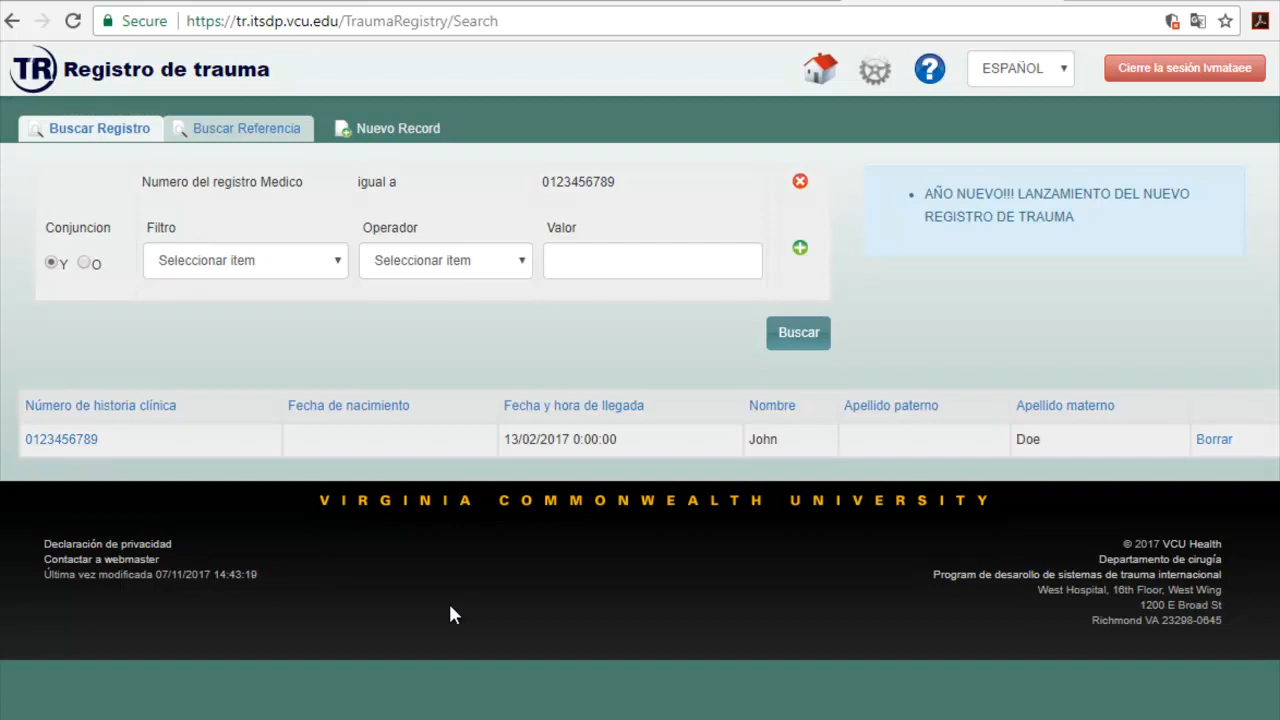 Secure https://tr.itsdp.vcu.edu/TraumaRegistry/Search
TR Registro de trauma
? ESPAÑOL Cierre la sesión lvmataee
Buscar Registro Buscar Referencia Nuevo Record
Numero del registro Medico igual a 0123456789
Conjuncion Filtro Operador Valor
Y O Seleccionar item Seleccionar item
Buscar
AÑO NUEVO!!! LANZAMIENTO DEL NUEVO
REGISTRO DE TRAUMA
Número de historia clínica Fecha de nacimiento Fecha y hora de llegada Nombre Apellido paterno Apellido materno
0123456789 13/02/2017 0:00:00 John Doe Borrar
VIRGINIA COMMONWEALTH UNIVERSITY
Declaración de privacidad
Contactar a webmaster
Última vez modificada 07/11/2017 14:43:19
© 2017 VCU Health
Departamento de cirugía
Program de desarollo de sistemas de trauma internacional
West Hospital, 16th Floor, West Wing
1200 E Broad St
Richmond VA 23298-0645